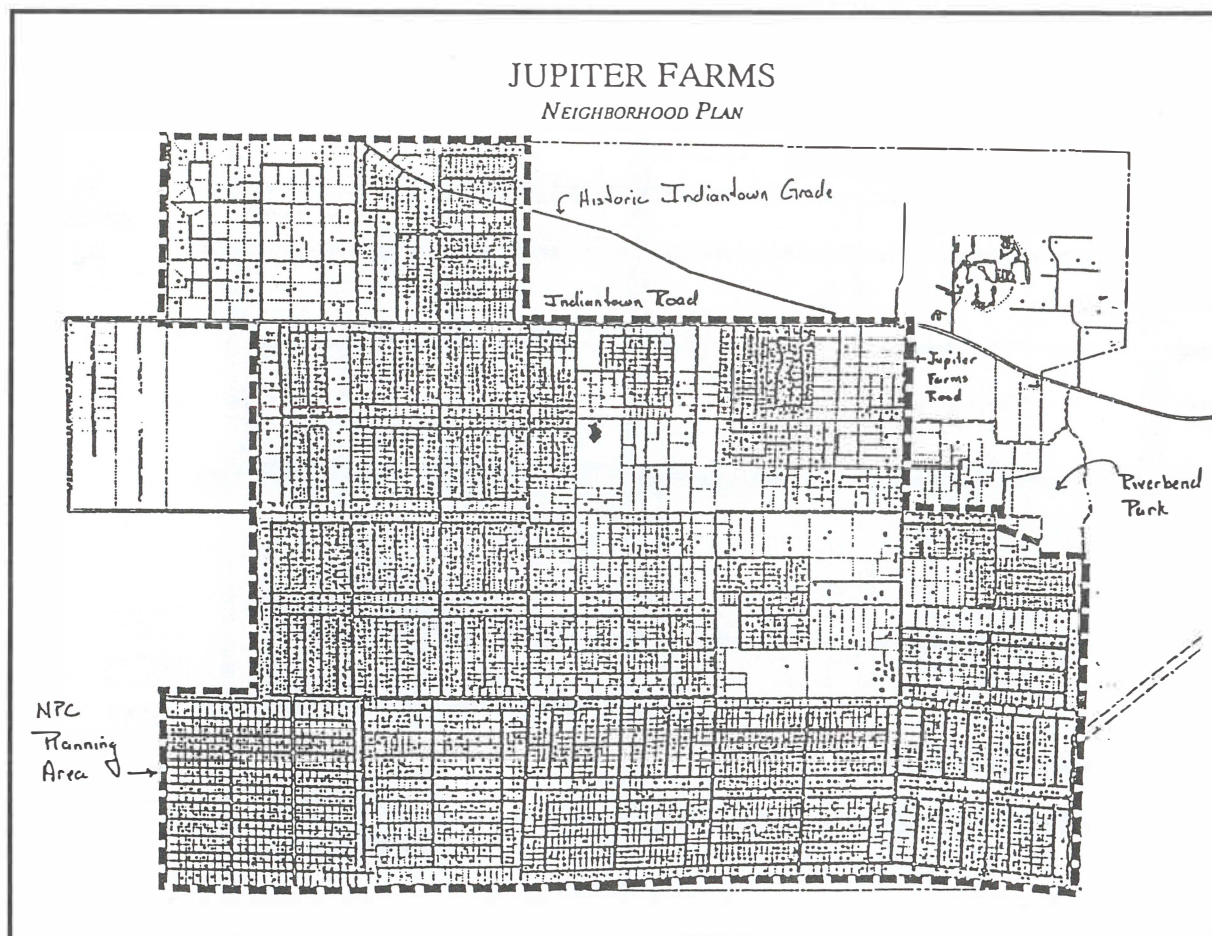 JUPITER FARMS
NEIGHBORHOOD PLAN
Historic Indiantown Grade
Indiantown Road
Jupiter
Farms
Road
Riverbend
Park
NPC
Planning
Area